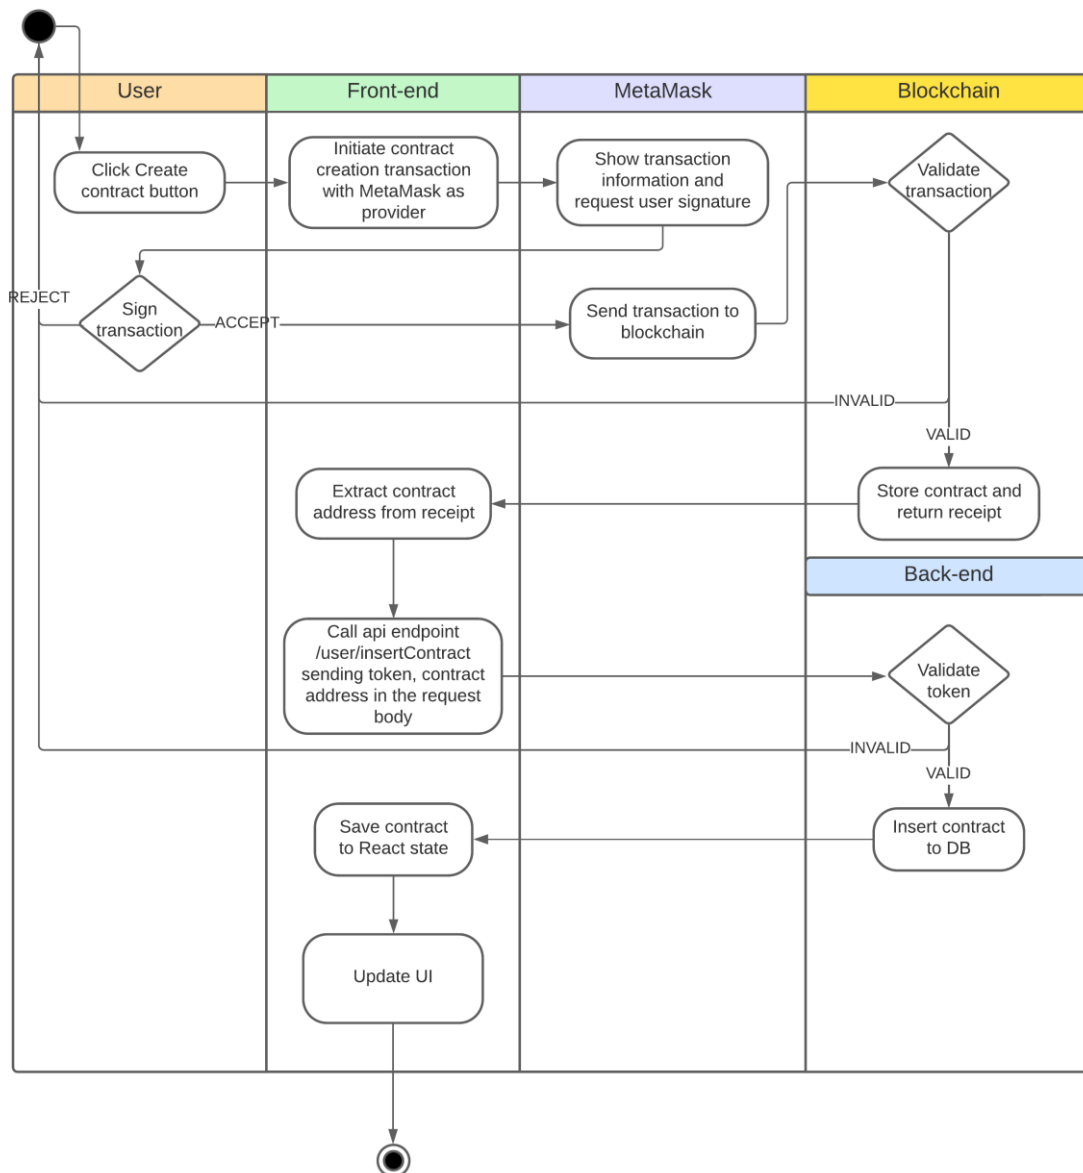 User
Front-end
MetaMask
Blockchain
Click Create
contract button
Initiate contract
creation transaction
with MetaMask as
provider
Show transaction
information and
request user signature
Validate
transaction
REJECT
Sign
transaction
ACCEPT
Send transaction to
blockchain
INVALID
VALID
Extract contract
address from receipt
Store contract and
return receipt
Back-end
Call api endpoint
/user/insertContract
sending token, contract
address in the request
body
Validate
token
INVALID
VALID
Save contract
to React state
Insert contract
to DB
Update UI